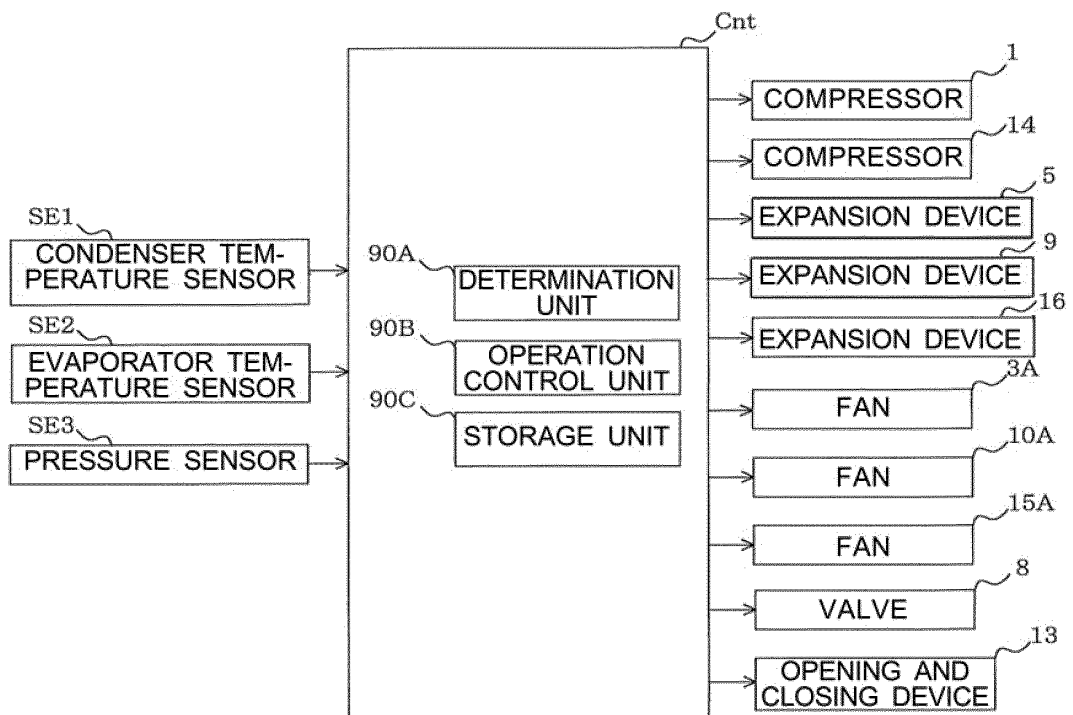 Cnt
SE1
CONDENSER TEM-
PERATURE SENSOR
SE2
EVAPORATOR TEM-
PERATURE SENSOR
SE3
PRESSURE SENSOR
90A
DETERMINATION
UNIT
90B
OPERATION
CONTROL UNIT
90C
STORAGE UNIT
1
COMPRESSOR
14
COMPRESSOR
5
EXPANSION DEVICE
9
EXPANSION DEVICE
16
EXPANSION DEVICE
3A
FAN
10A
FAN
15A
FAN
8
VALVE
13
OPENING AND
CLOSING DEVICE